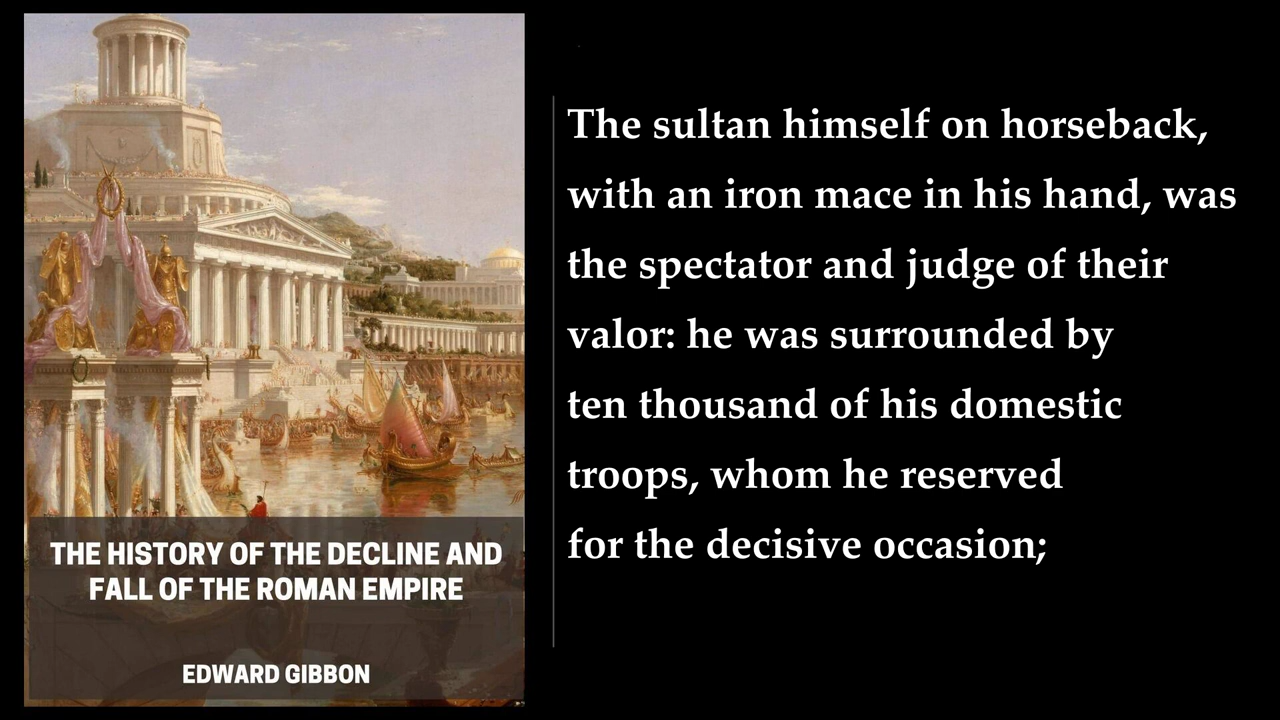 THE HISTORY OF THE DECLINE AND
FALL OF THE ROMAN EMPIRE
EDWARD GIBBON
The sultan himself on horseback,
with an iron mace in his hand, was
the spectator and judge of their
valor: he was surrounded by
ten thousand of his domestic
troops, whom he reserved
for the decisive occasion;